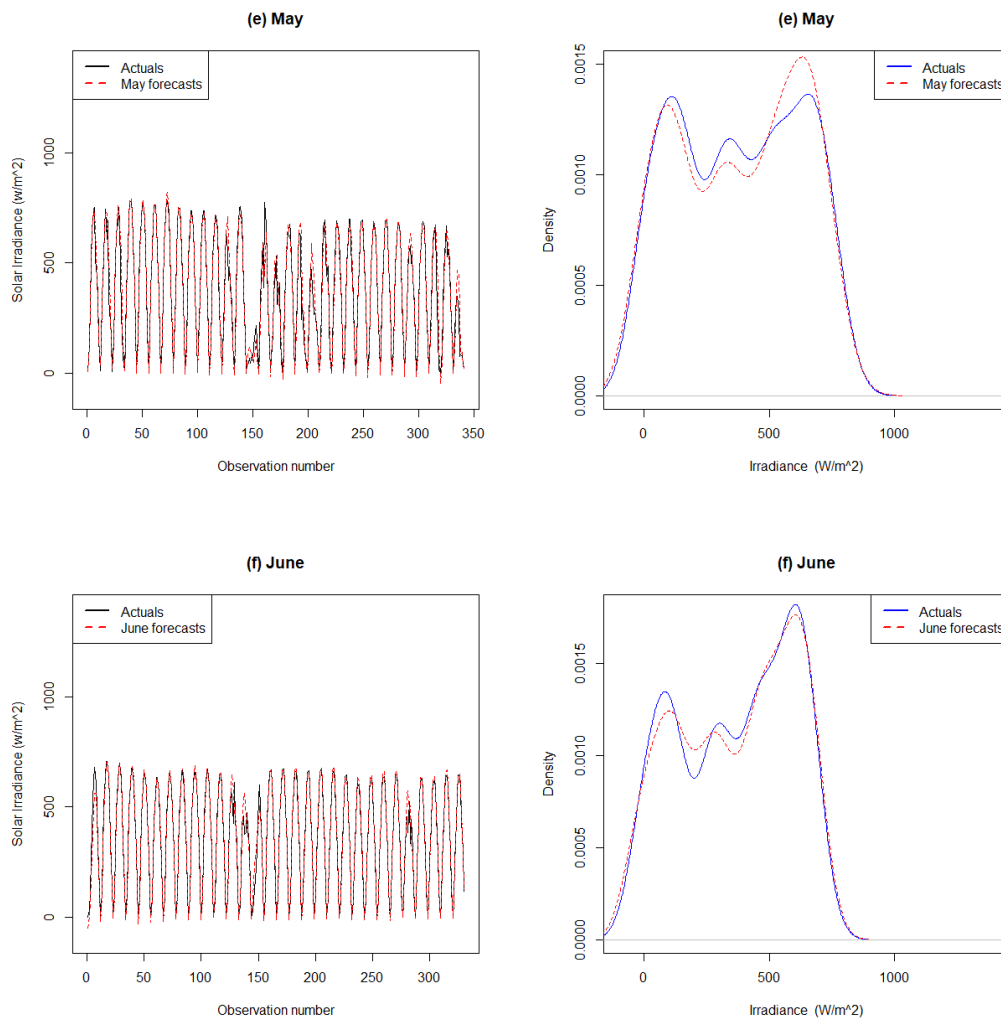 (e) May
Actuals
May forecasts
Solar Irradiance (w/m^2)
1000
500
0
0 50 100 150 200 250 300 350
Observation number
(e) May
Actuals
May forecasts
Density
0.0015
0.0010
0.0005
0.0000
0 500 1000
Irradiance (W/m^2)
(f) June
Actuals
June forecasts
Solar Irradiance (w/m^2)
1000
500
0
0 50 100 150 200 250 300
Observation number
(f) June
Actuals
June forecasts
Density
0.0015
0.0010
0.0005
0.0000
0 500 1000
Irradiance (W/m^2)